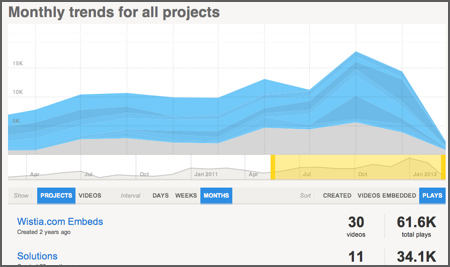 Monthly trends for all projects
15K
10K
5K
Apr Jul Oct Jan 2011 Apr Jul Oct Jan 2012
Show PROJECTS VIDEOS Interval DAYS WEEKS MONTHS Sort CREATED VIDEOS EMBEDDED PLAYS
Wistia.com Embeds 30 61.6K
Created 2 years ago videos total plays
Solutions 11 34.1K